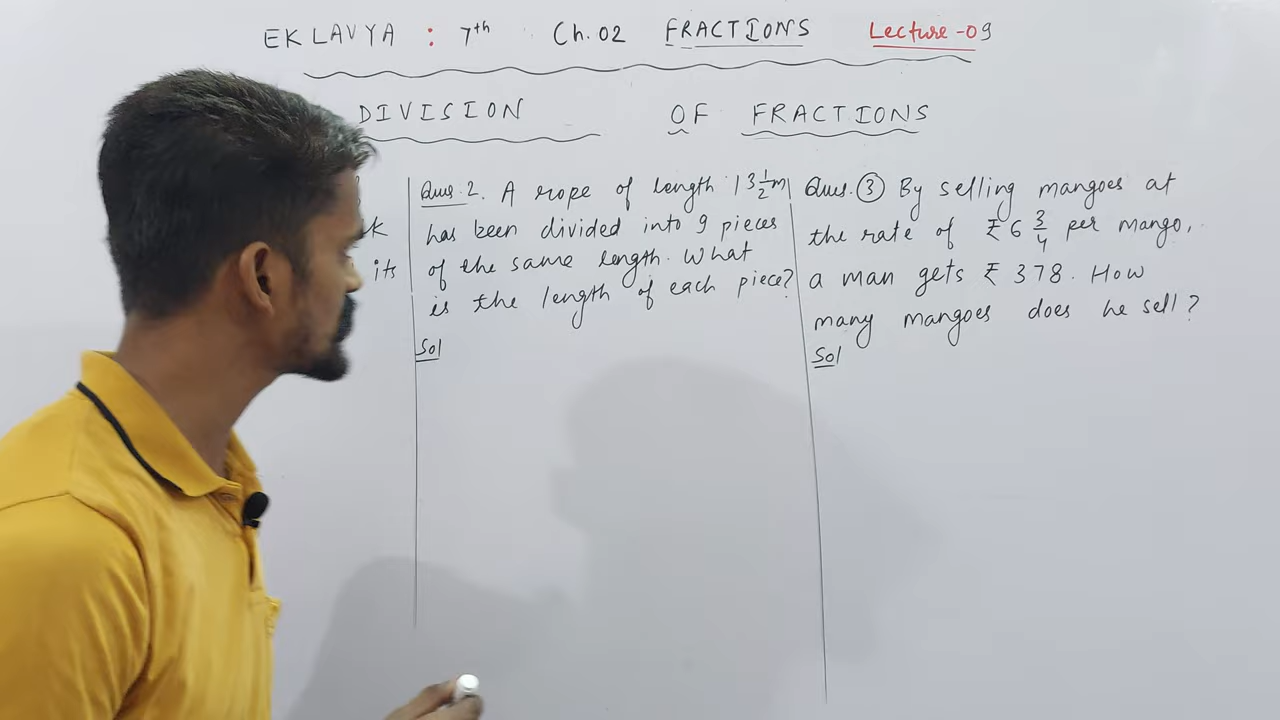 EKLAVYA : 7th Ch. 02 FRACTIONS Lecture -09
DIVISION OF FRACTIONS
its
Ques. 2. A rope of length 13 1/2 m
has been divided into 9 pieces
of the same length. What
is the length of each piece?
Sol
Ques. ③ By selling mangoes at
the rate of ₹6 3/4 per mango,
a man gets ₹ 378. How
many mangoes does he sell?
Sol